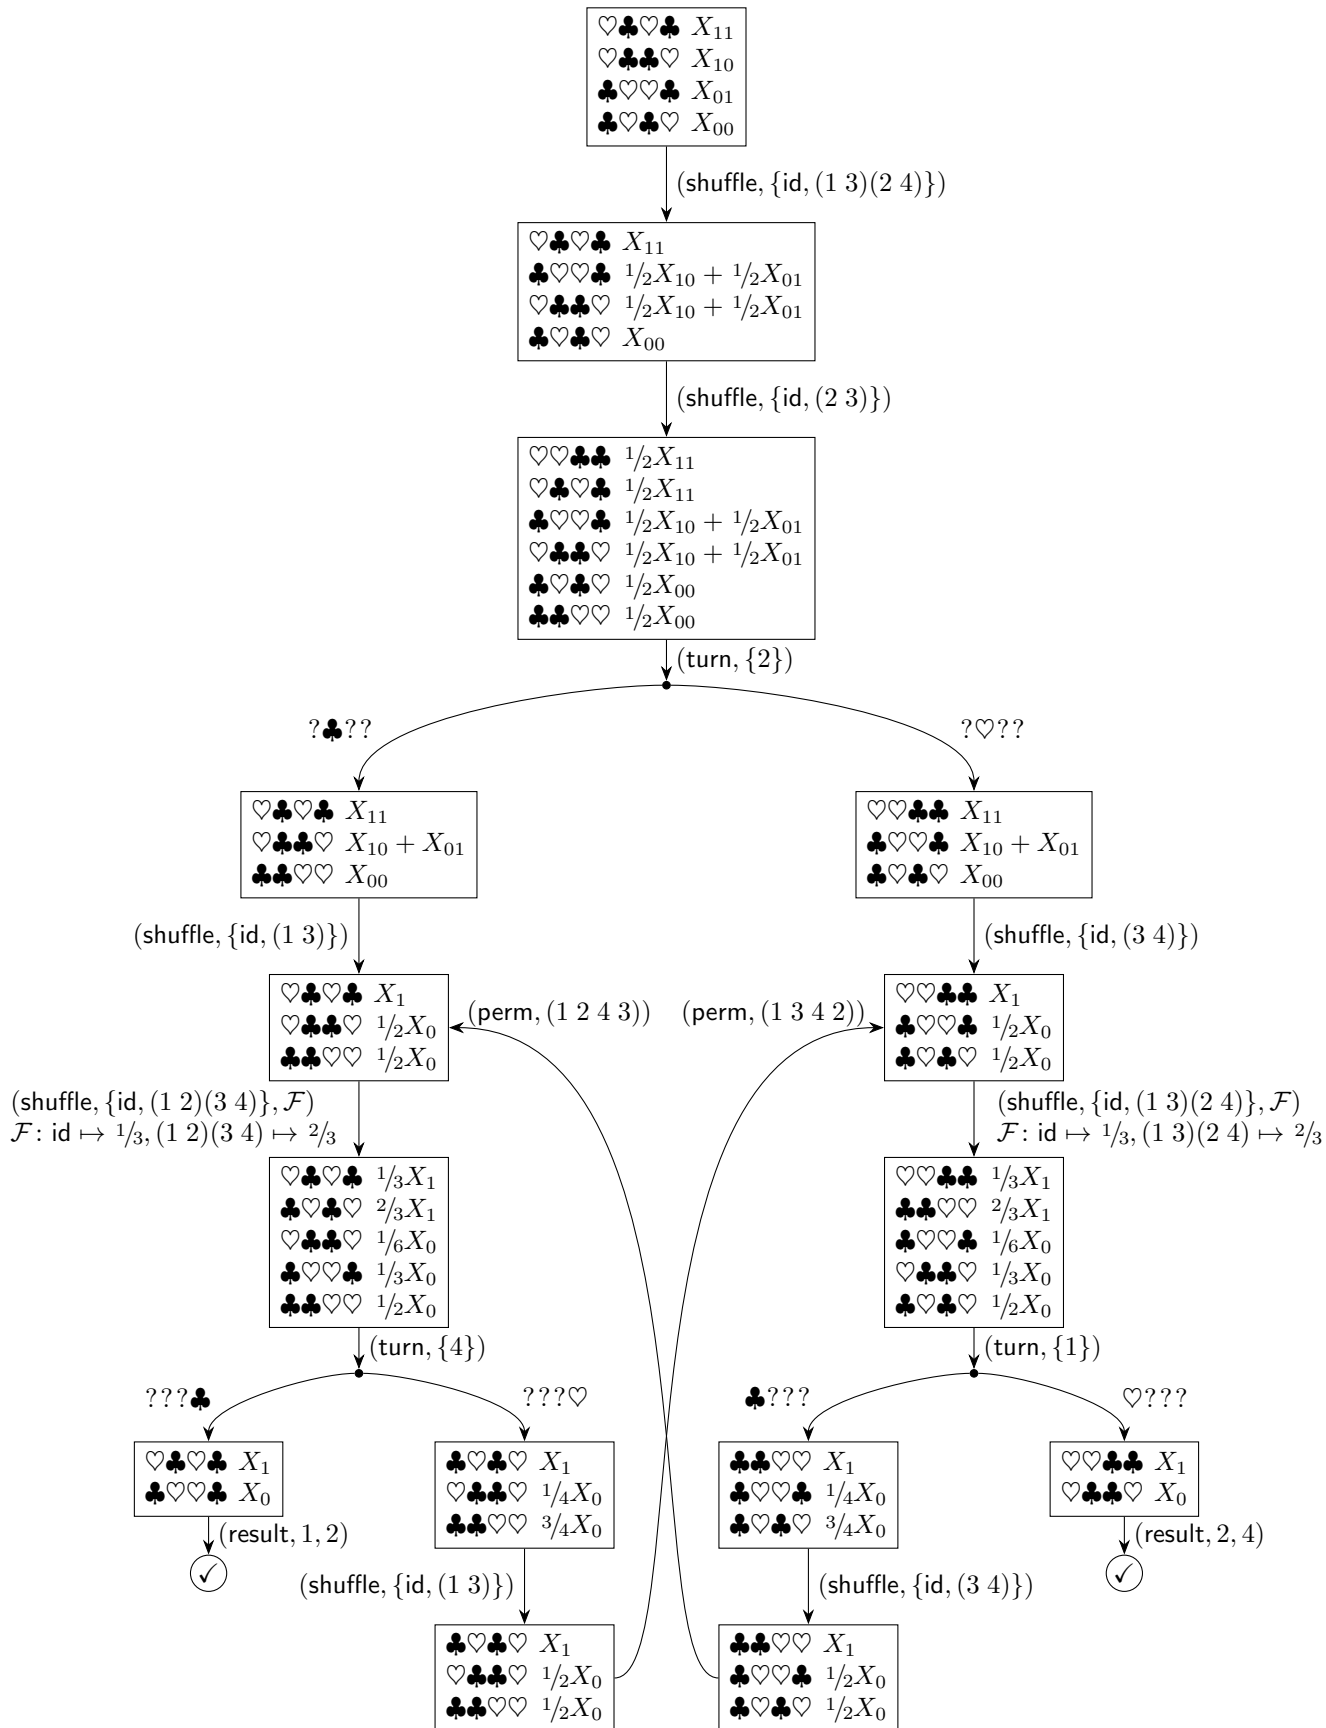 ♡♣♡♣ X₁₁
♡♣♣♡ X₁₀
♣♡♡♣ X₀₁
♣♡♣♡ X₀₀
(shuffle, {id, (1 3)(2 4)})
♡♣♡♣ X₁₁
♣♡♡♣ 1/2X₁₀ + 1/2X₀₁
♡♣♣♡ 1/2X₁₀ + 1/2X₀₁
♣♡♣♡ X₀₀
(shuffle, {id, (2 3)})
♡♡♣♣ 1/2X₁₁
♡♣♡♣ 1/2X₁₁
♣♡♡♣ 1/2X₁₀ + 1/2X₀₁
♡♣♣♡ 1/2X₁₀ + 1/2X₀₁
♣♡♣♡ 1/2X₀₀
♣♣♡♡ 1/2X₀₀
(turn, {2})
?♣??
?♡??
♡♣♡♣ X₁₁
♡♣♣♡ X₁₀ + X₀₁
♣♣♡♡ X₀₀
♡♡♣♣ X₁₁
♣♡♡♣ X₁₀ + X₀₁
♣♡♣♡ X₀₀
(shuffle, {id, (1 3)})
(shuffle, {id, (3 4)})
♡♣♡♣ X₁
♡♣♣♡ 1/2X₀
♣♣♡♡ 1/2X₀
(perm, (1 2 4 3))
(perm, (1 3 4 2))
♡♡♣♣ X₁
♣♡♡♣ 1/2X₀
♣♡♣♡ 1/2X₀
(shuffle, {id, (1 2)(3 4)}, ℱ)
ℱ: id ↦ 1/3, (1 2)(3 4) ↦ 2/3
(shuffle, {id, (1 3)(2 4)}, ℱ)
ℱ: id ↦ 1/3, (1 3)(2 4) ↦ 2/3
♡♣♡♣ 1/3X₁
♣♡♣♡ 2/3X₁
♡♣♣♡ 1/6X₀
♣♡♡♣ 1/3X₀
♣♣♡♡ 1/2X₀
♡♡♣♣ 1/3X₁
♣♣♡♡ 2/3X₁
♣♡♡♣ 1/6X₀
♡♣♣♡ 1/3X₀
♣♡♣♡ 1/2X₀
(turn, {4})
(turn, {1})
???♣
???♡
♣???
♡???
♡♣♡♣ X₁
♣♡♡♣ X₀
♣♡♣♡ X₁
♡♣♣♡ 1/4X₀
♣♣♡♡ 3/4X₀
♣♣♡♡ X₁
♣♡♡♣ 1/4X₀
♣♡♣♡ 3/4X₀
♡♡♣♣ X₁
♡♣♣♡ X₀
(result, 1, 2)
(result, 2, 4)
✓
✓
(shuffle, {id, (1 3)})
(shuffle, {id, (3 4)})
♣♡♣♡ X₁
♡♣♣♡ 1/2X₀
♣♣♡♡ 1/2X₀
♣♣♡♡ X₁
♣♡♡♣ 1/2X₀
♣♡♣♡ 1/2X₀